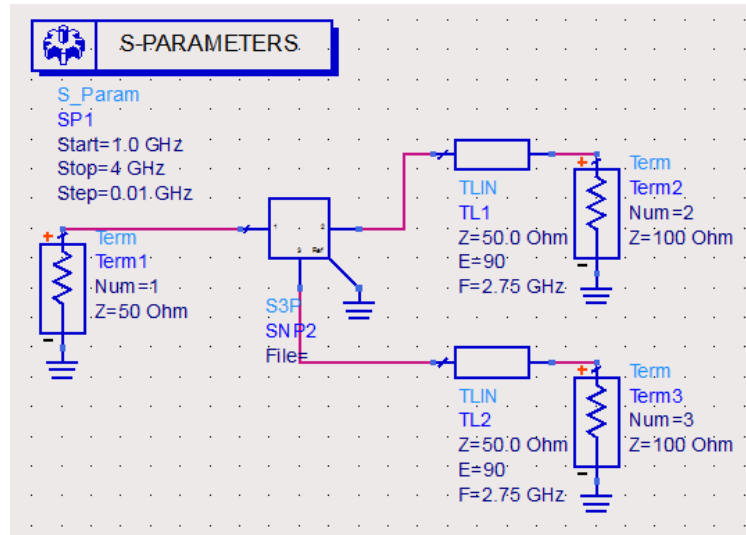 S-PARAMETERS
S_Param
SP1
Start=1.0 GHz
Stop=4 GHz
Step=0.01 GHz
Term
Term1
Num=1
Z=50 Ohm
1
2
3
Ref
S3P
SNP2
File=
TLIN
TL1
Z=50.0 Ohm
E=90
F=2.75 GHz
Term
Term2
Num=2
Z=100 Ohm
TLIN
TL2
Z=50.0 Ohm
E=90
F=2.75 GHz
Term
Term3
Num=3
Z=100 Ohm